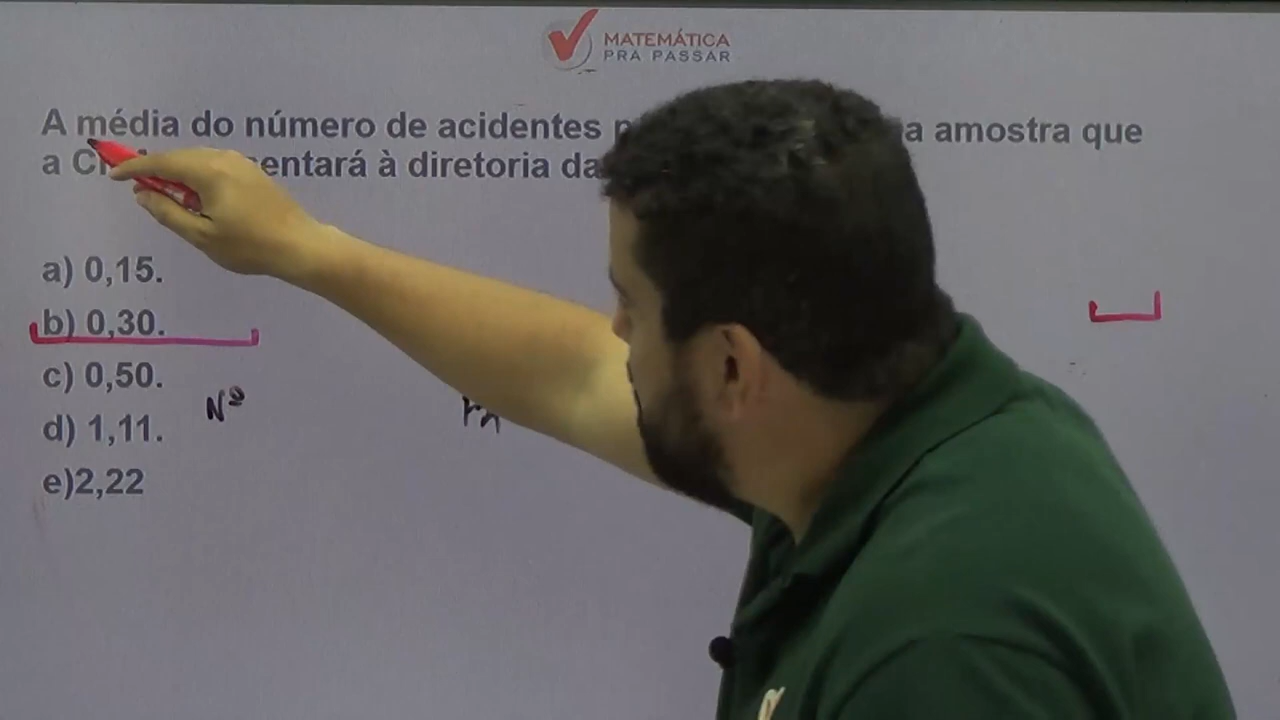 MATEMÁTICA
PRA PASSAR
A média do número de acidentes a amostra que
a à diretoria da
a) 0,15.
b) 0,30.
c) 0,50.
d) 1,11.
Nº
e)2,22